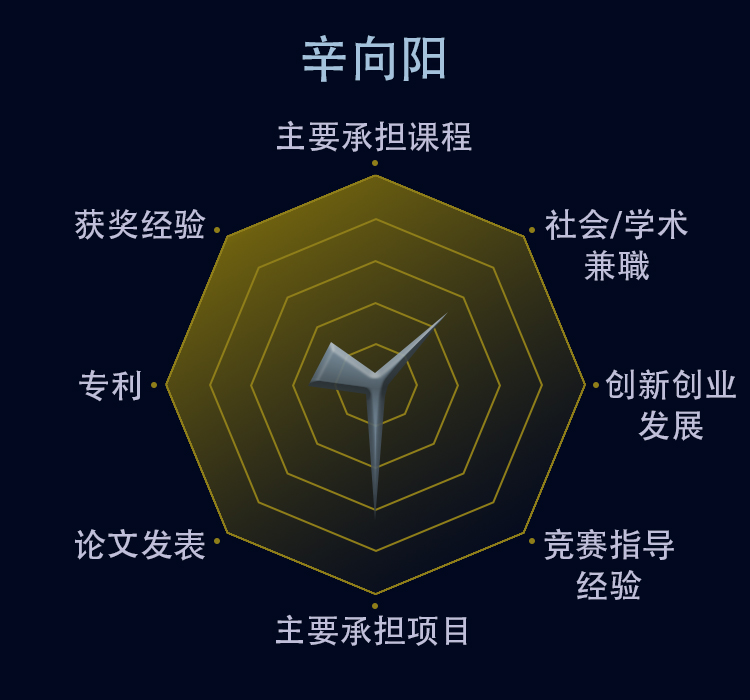 辛向阳
主要承担课程
获奖经验
社会/学术
兼職
专利
创新创业
发展
论文发表
竞赛指导
经验
主要承担项目